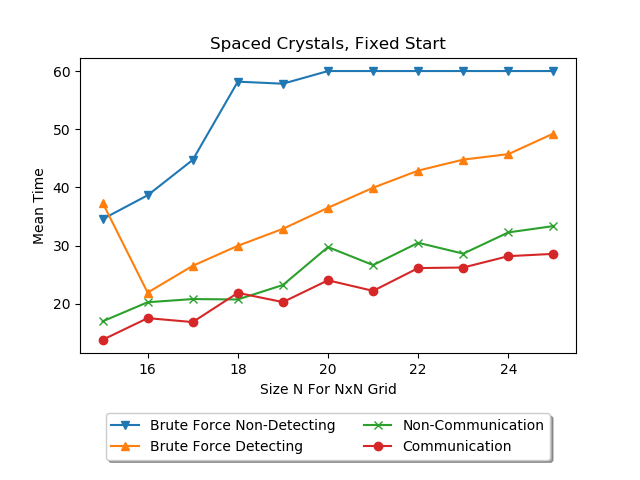 Spaced Crystals, Fixed Start
60
50
40
30
20
Mean Time
16 18 20 22 24
Size N For NxN Grid
Brute Force Non-Detecting Non-Communication
Brute Force Detecting Communication